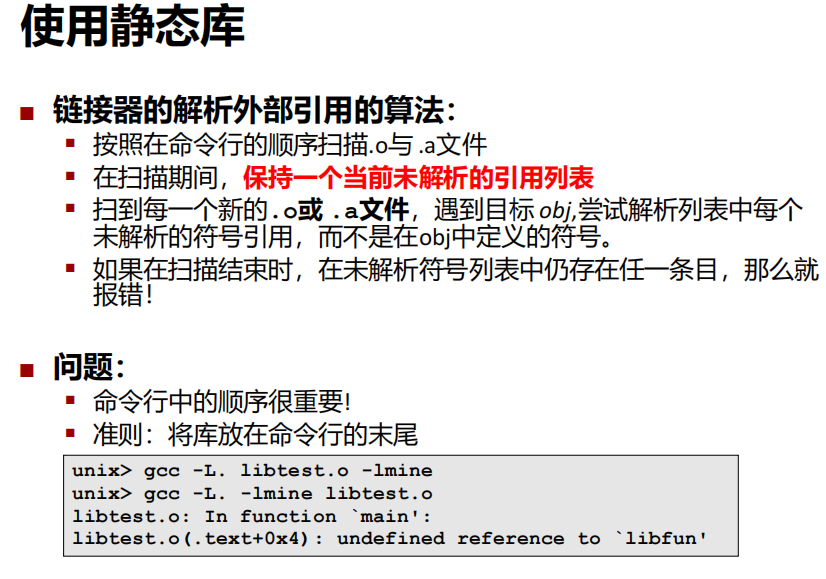 使用静态库
链接器的解析外部引用的算法：
按照在命令行的顺序扫描.o与 .a文件
在扫描期间，保持一个当前未解析的引用列表
扫到每一个新的.o或 .a文件，遇到目标 obj,尝试解析列表中每个
未解析的符号引用，而不是在obj中定义的符号。
如果在扫描结束时，在未解析符号列表中仍存在任一条目，那么就
报错！
问题：
命令行中的顺序很重要!
准则：将库放在命令行的末尾
unix> gcc -L. libtest.o -lmine
unix> gcc -L. -lmine libtest.o
libtest.o: In function `main':
libtest.o(.text+0x4): undefined reference to `libfun'